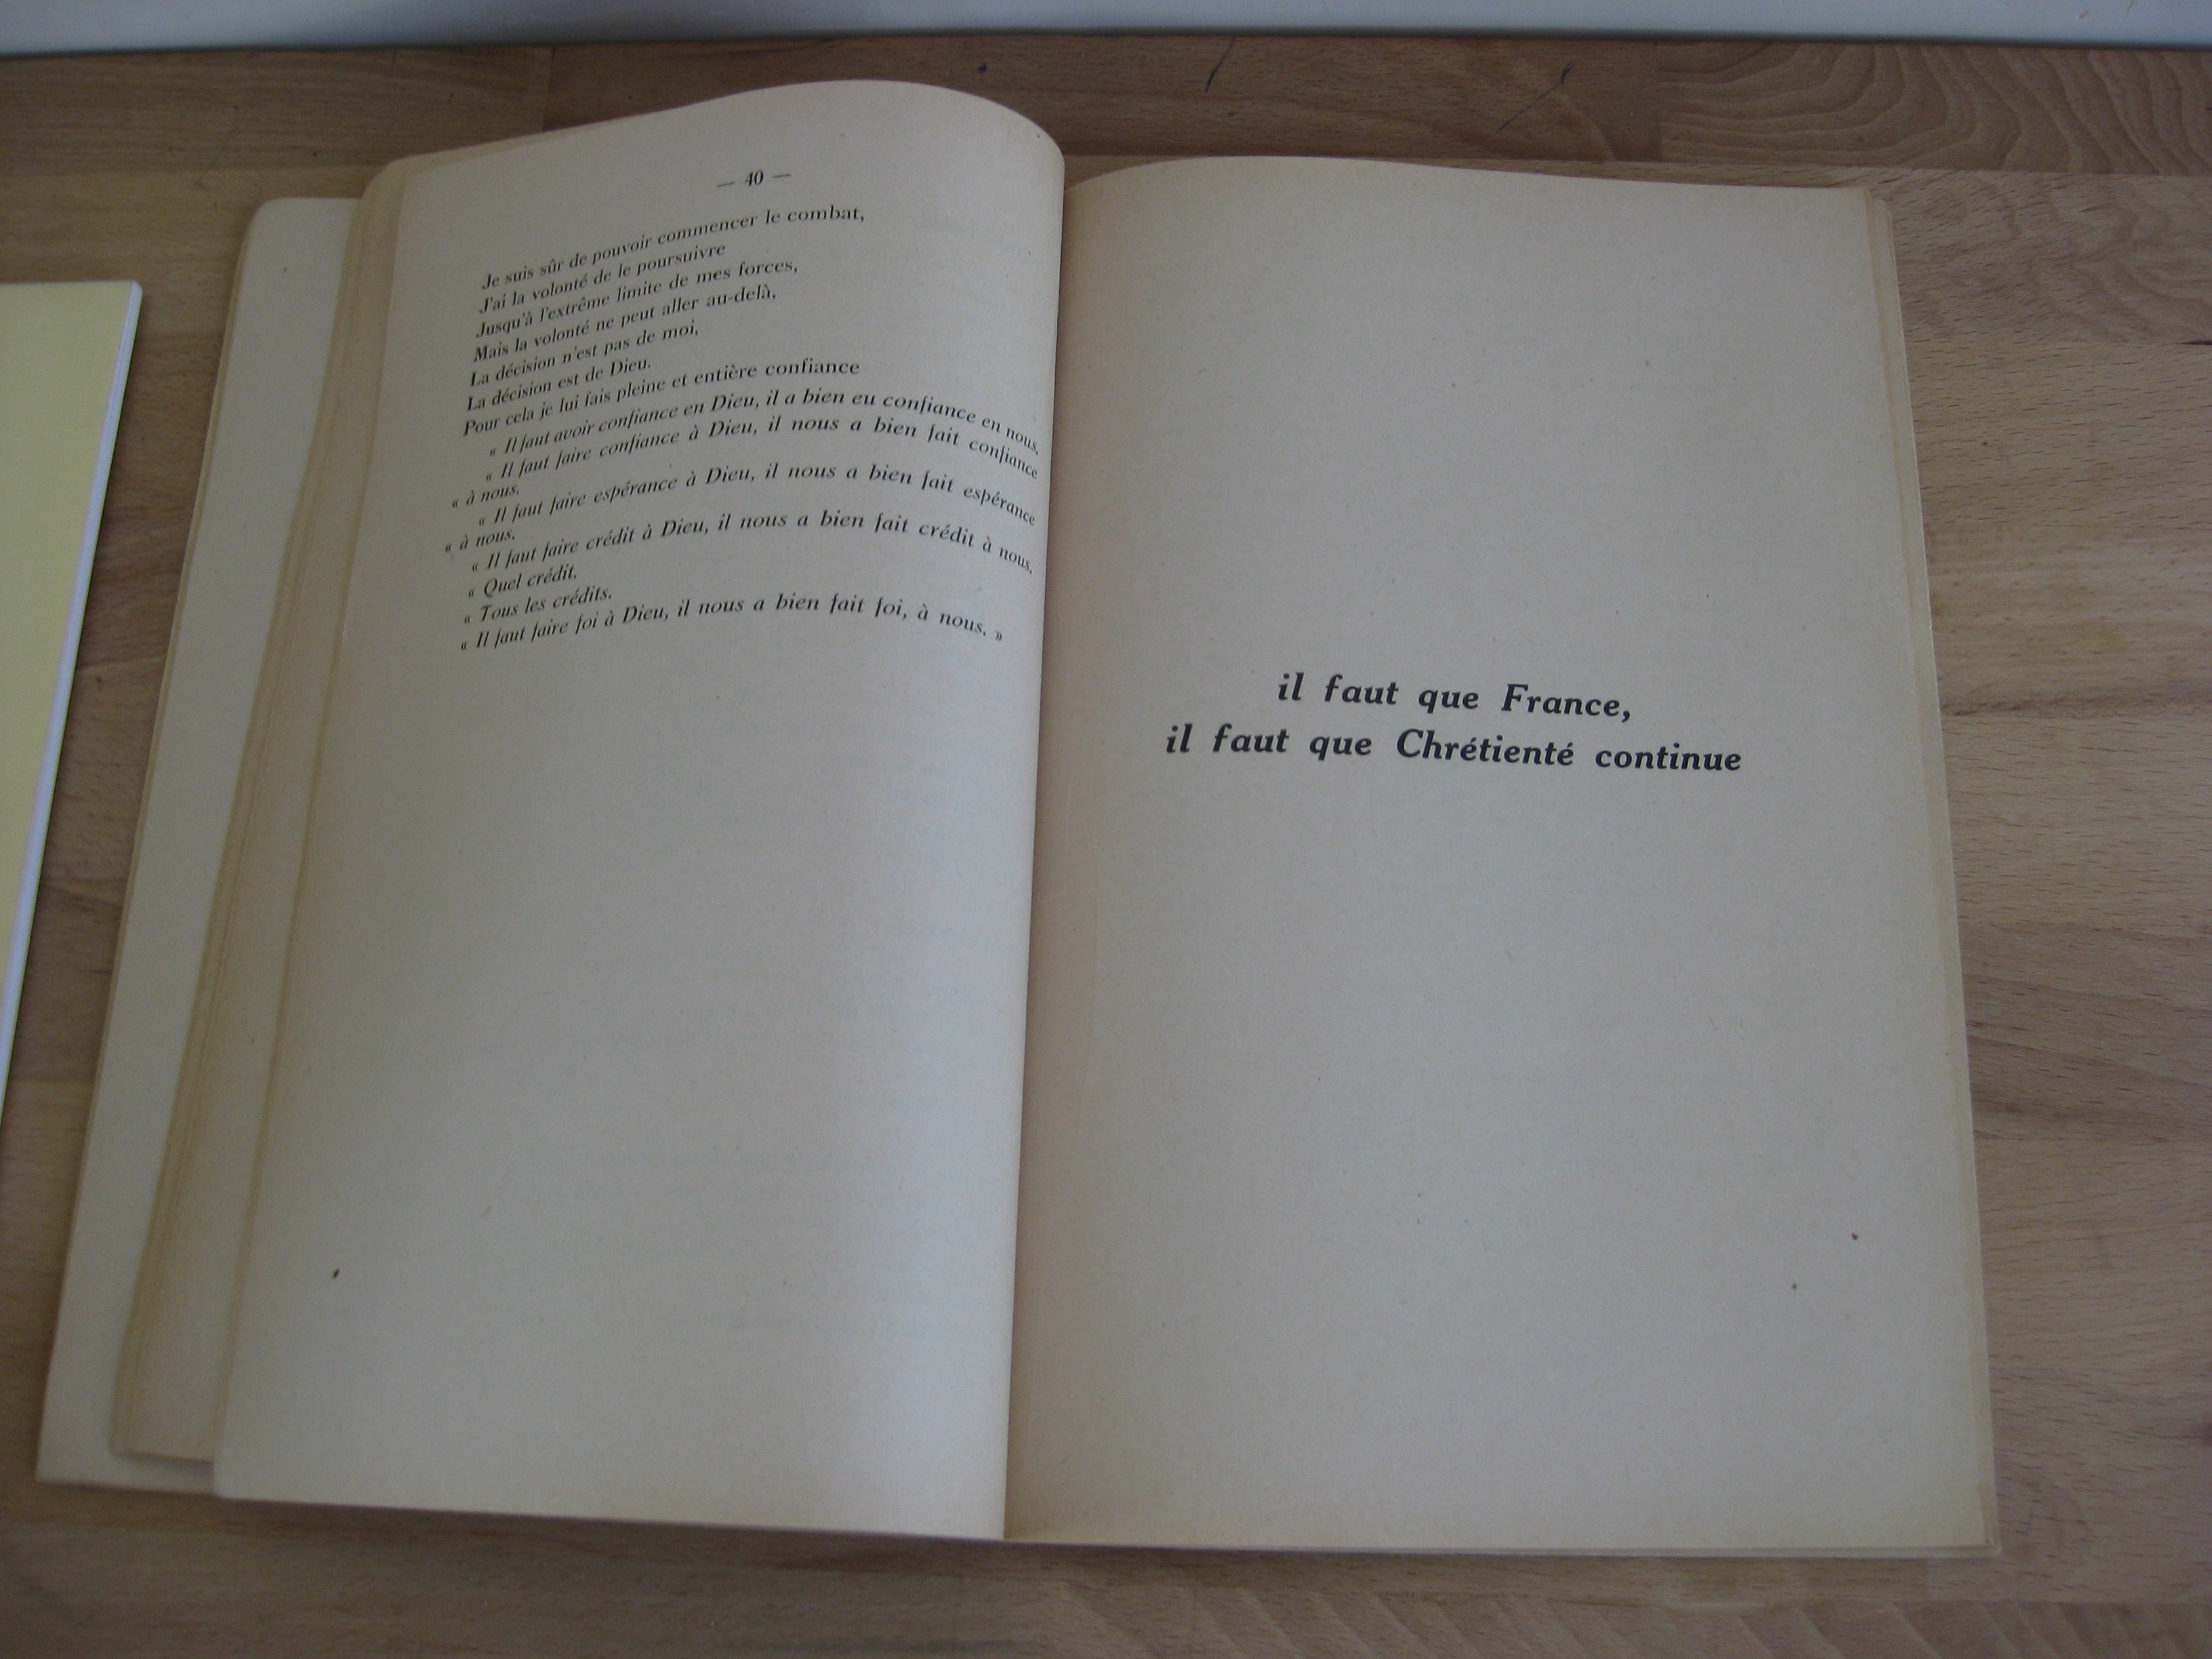 — 40 —
Je suis sûr de pouvoir commencer le combat,
J'ai la volonté de le poursuivre
Jusqu'à l'extrême limite de mes forces,
Mais la volonté ne peut aller au-delà,
La décision n'est pas de moi,
La décision est de Dieu.
Pour cela je lui fais pleine et entière confiance
« Il faut avoir confiance en Dieu, il a bien eu confiance en nous.
« Il faut faire confiance à Dieu, il nous a bien fait confiance
« à nous.
« Il faut faire espérance à Dieu, il nous a bien fait espérance
« à nous.
« Il faut faire crédit à Dieu, il nous a bien fait crédit à nous.
« Quel crédit.
« Tous les crédits.
« Il faut faire foi à Dieu, il nous a bien fait foi, à nous. »
il faut que France,
il faut que Chrétienté continue